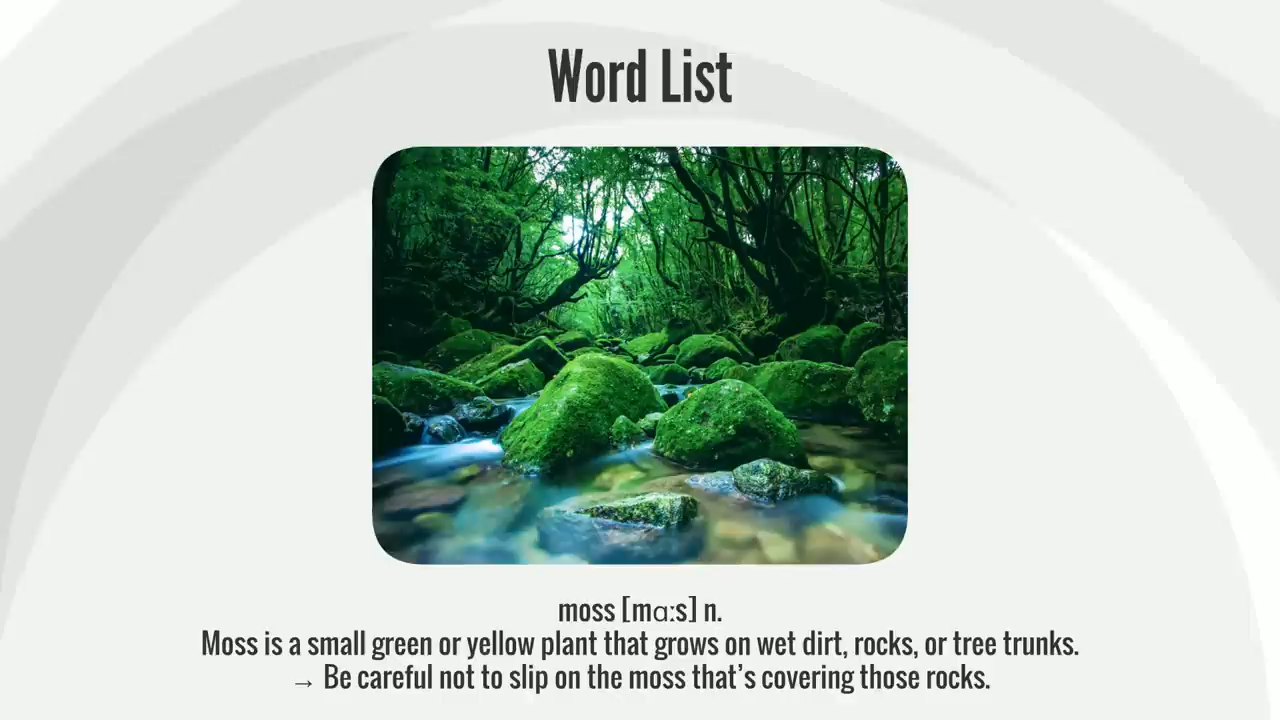 Word List
moss [mɑːs] n.
Moss is a small green or yellow plant that grows on wet dirt, rocks, or tree trunks.
→ Be careful not to slip on the moss that’s covering those rocks.